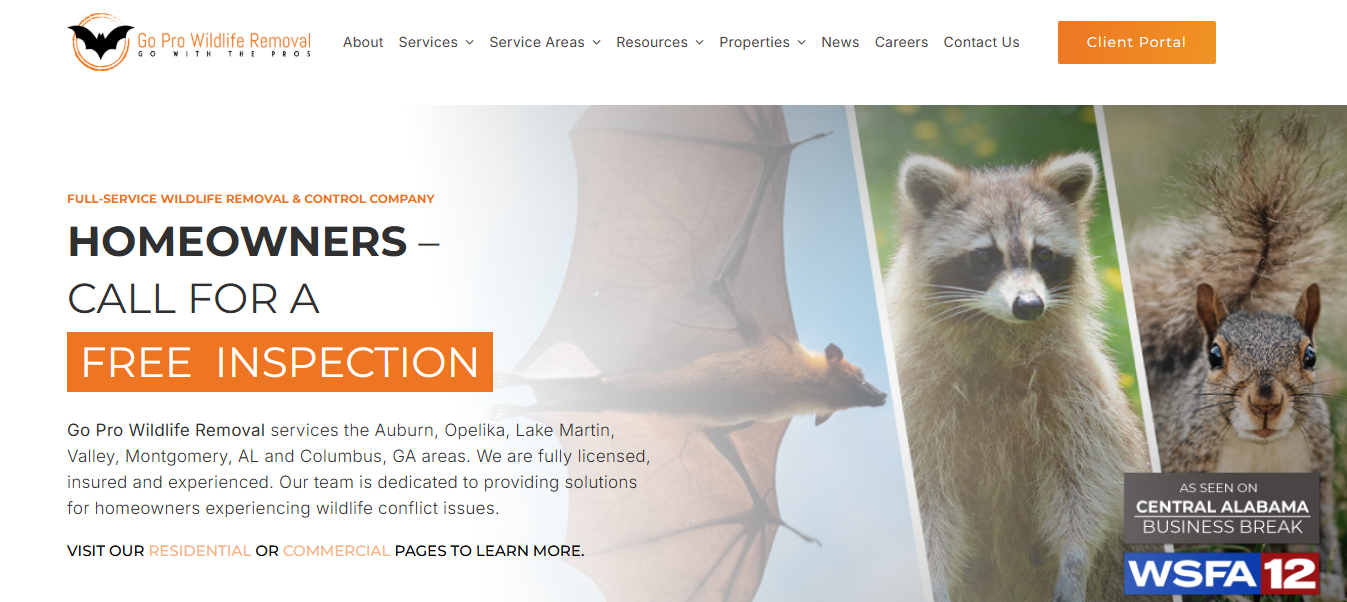 Go Pro Wildlife Removal
GO WITH THE PROS
About Services Service Areas Resources Properties News Careers Contact Us
Client Portal
FULL-SERVICE WILDLIFE REMOVAL & CONTROL COMPANY
HOMEOWNERS –
CALL FOR A
FREE INSPECTION
Go Pro Wildlife Removal services the Auburn, Opelika, Lake Martin,
Valley, Montgomery, AL and Columbus, GA areas. We are fully licensed,
insured and experienced. Our team is dedicated to providing solutions
for homeowners experiencing wildlife conflict issues.
VISIT OUR RESIDENTIAL OR COMMERCIAL PAGES TO LEARN MORE.
AS SEEN ON
CENTRAL ALABAMA
BUSINESS BREAK
WSFA 12